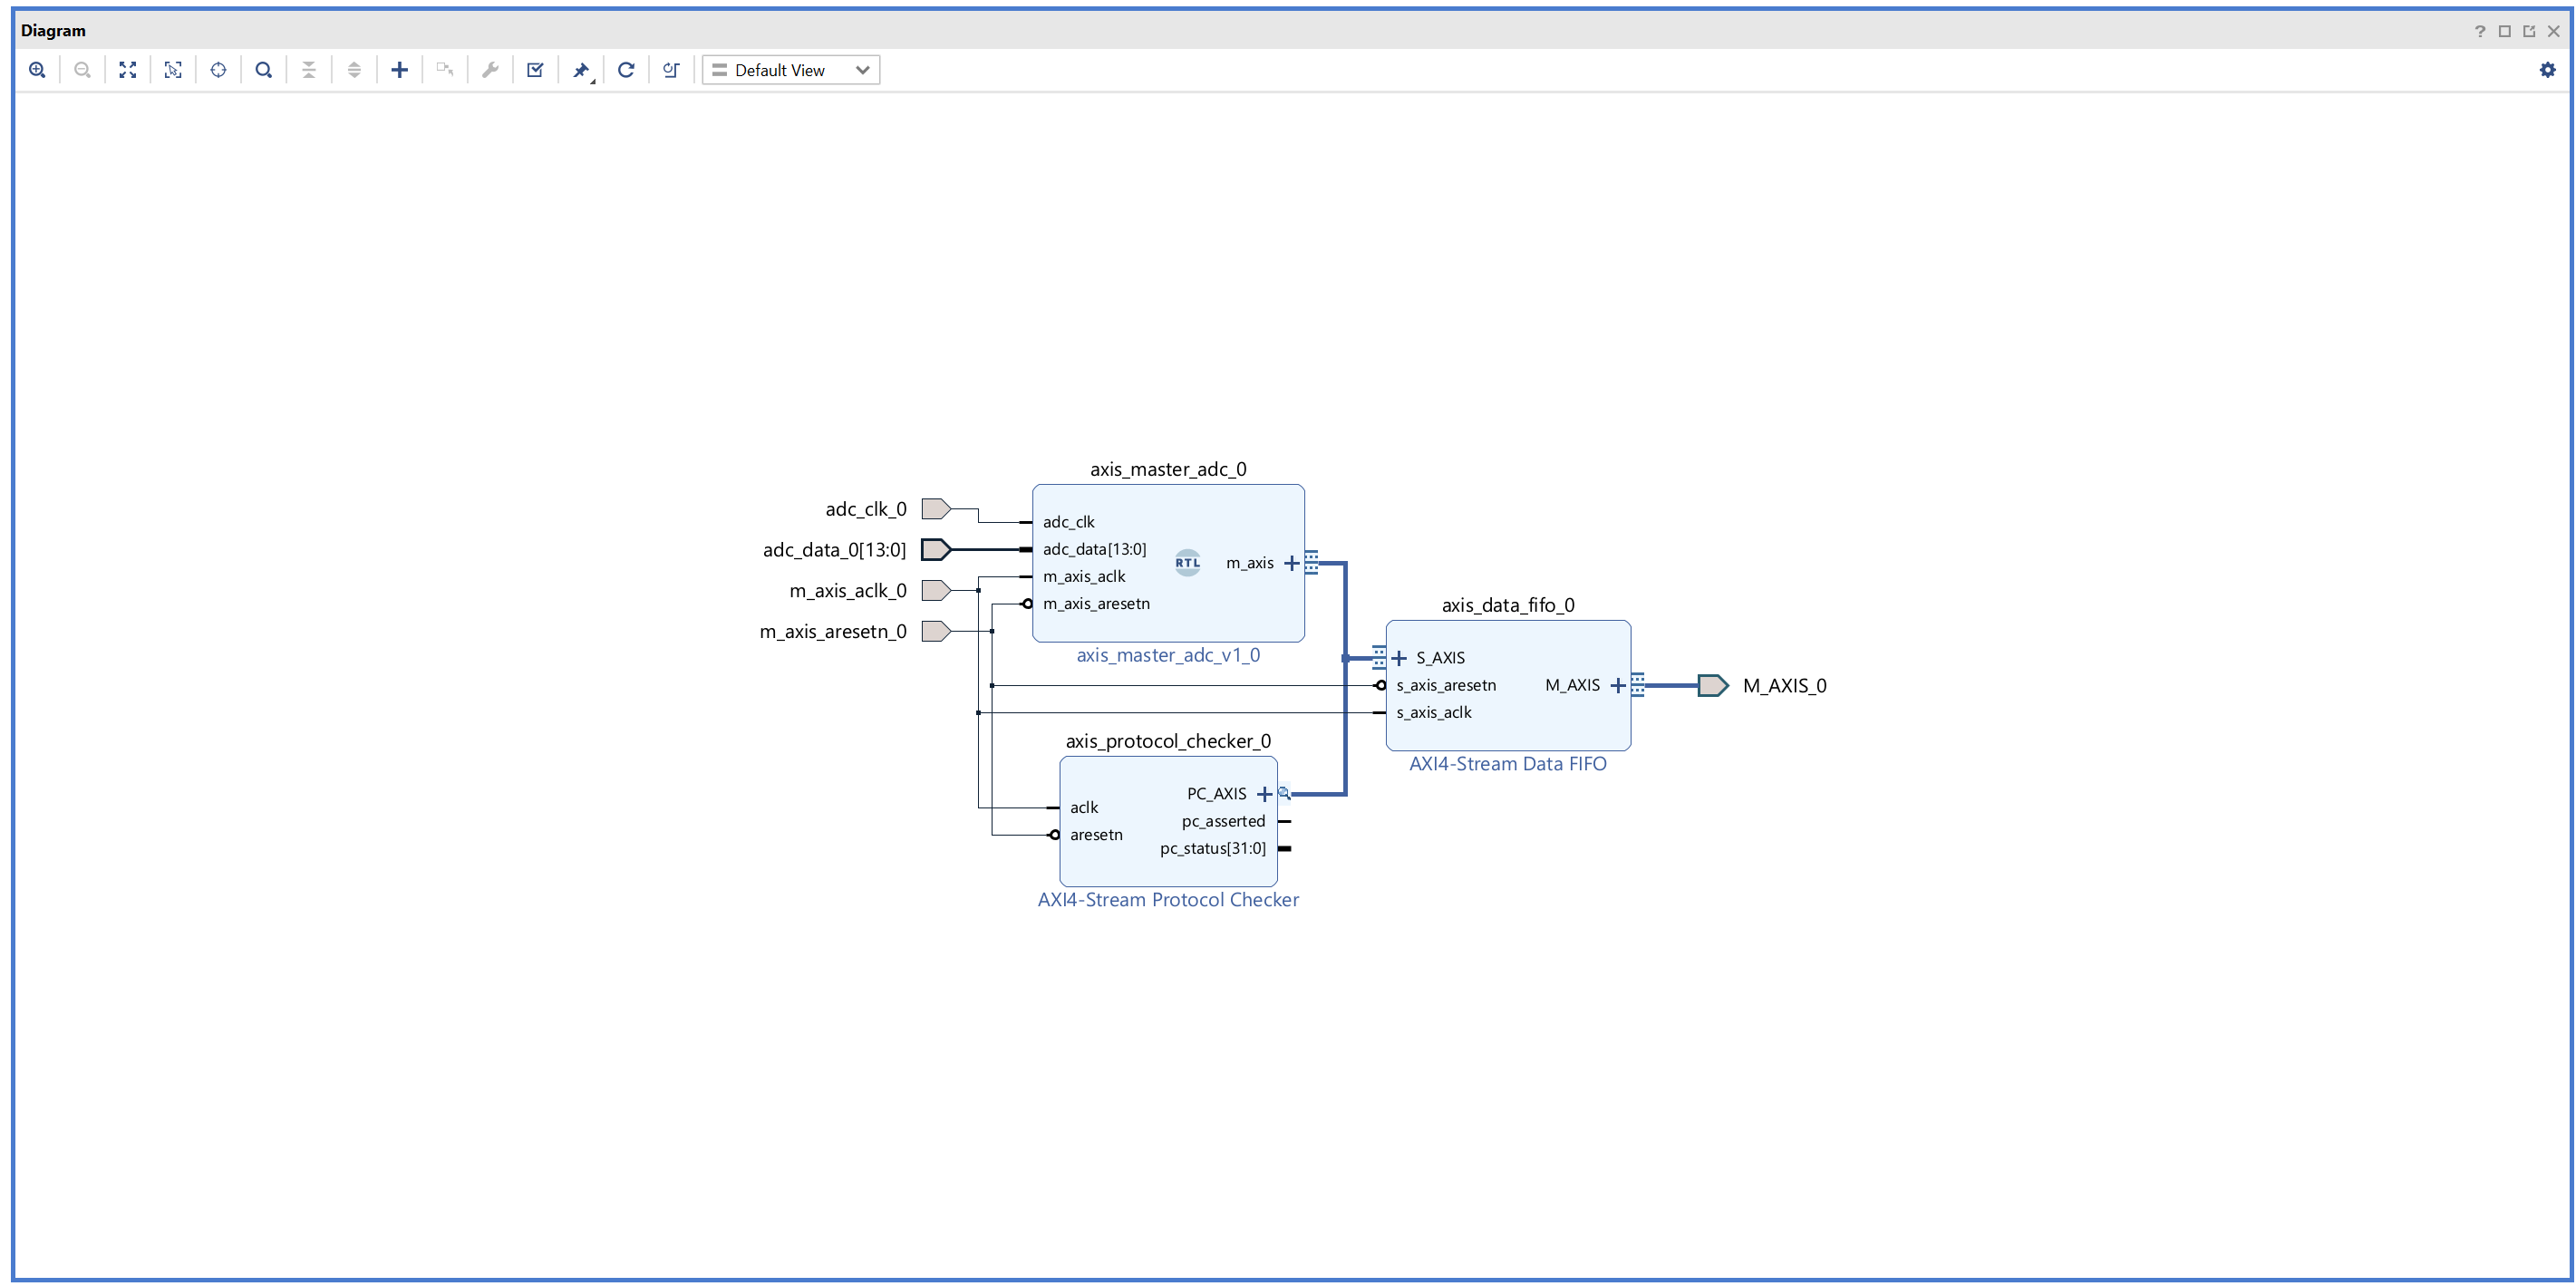 Diagram
?
Default View
axis_master_adc_0
adc_clk_0
adc_data_0[13:0]
m_axis_aclk_0
m_axis_aresetn_0
adc_clk
adc_data[13:0]
m_axis_aclk
m_axis_aresetn
RTL
m_axis
axis_master_adc_v1_0
axis_data_fifo_0
S_AXIS
s_axis_aresetn
s_axis_aclk
M_AXIS
M_AXIS_0
AXI4-Stream Data FIFO
axis_protocol_checker_0
aclk
aresetn
PC_AXIS
pc_asserted
pc_status[31:0]
AXI4-Stream Protocol Checker